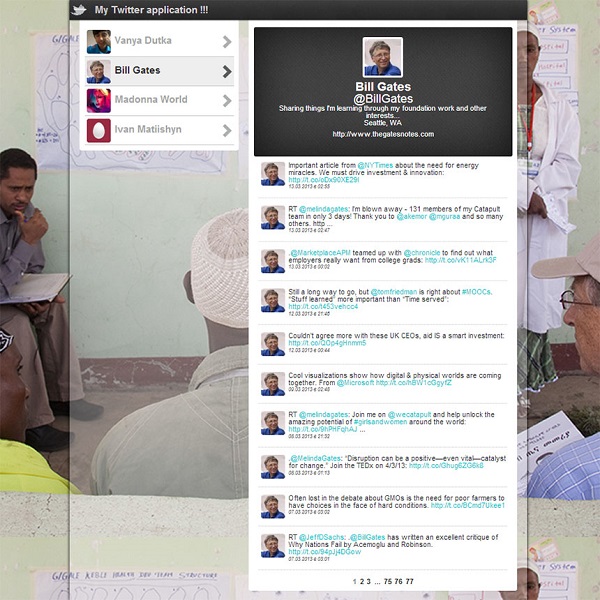 My Twitter application !!!
Vanya Dutka
Bill Gates
Madonna World
Ivan Matiishyn
Bill Gates
@BillGates
Sharing things I'm learning through my foundation work and other
interests...
Seattle, WA
http://www.thegatesnotes.com
Important article from @NYTimes about the need for energy
miracles. We must drive investment & innovation:
13.03.2013 в 02:55
RT @melindagates: I'm blown away - 131 members of my Catapult
team in only 3 days! Thank you to @akemor @mguraa and so many
others. http ...
13.03.2013 в 02:47
.@MarketplaceAPM teamed up with @chronicle to find out what
employers really want from college grads:
13.03.2013 в 00:02
Still a long way to go, but @tomfriedman is right about #MOOCs.
"Stuff learned" more important than "Time served":
http://t.co/t453vehco4
12.03.2013 в 21:45
Couldn't agree more with these UK CEOs, aid IS a smart investment:
http://t.co/QOp4gHnmm5
12.03.2013 в 00:44
Cool visualizations show how digital & physical worlds are coming
together. From @Microsoft http://t.co/hBW1cGgyfZ
09.03.2013 в 02:48
RT @melindagates: Join me on @wecatapult and help unlock the
amazing potential of #girlsandwomen around the world:
http://t.co/9hPHFqhAJ ...
08.03.2013 в 21:32
.@MelindaGates: "Disruption can be a positive—even vital—catalyst
for change." Join the TEDx on 4/3/13: http://t.co/Ghug6ZG6k8
08.03.2013 в 01:13
Often lost in the debate about GMOs is the need for poor farmers to
have choices in the face of hard conditions. http://t.co/BCmd7Ukee1
07.03.2013 в 03:02
RT @JeffDSachs: .@BillGates has written an excellent critique of
Why Nations Fail by Acemoglu and Robinson.
http://t.co/94pJj4DGow
07.03.2013 в 03:01
1 2 3 ... 75 76 77